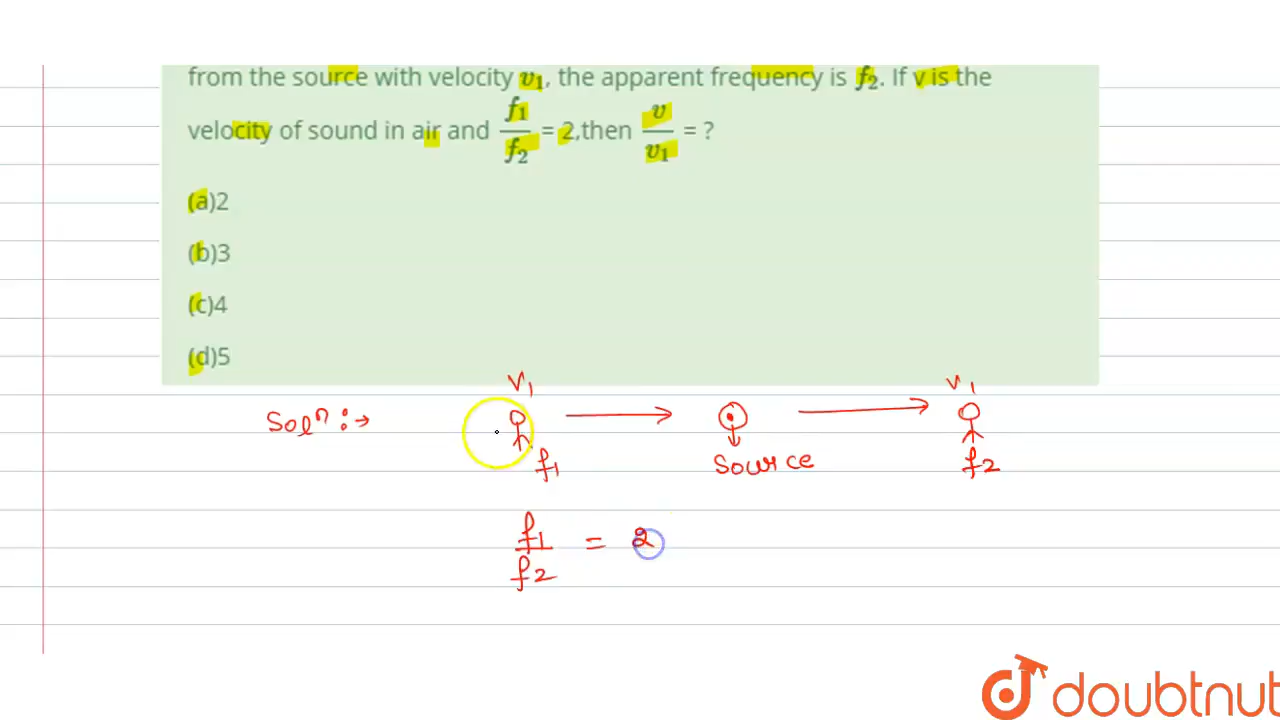 from the source with velocity v₁, the apparent frequency is f₂. If v is the
velocity of sound in air and f₁/f₂ = 2,then v/v₁ = ?
(a)2
(b)3
(c)4
(d)5
V₁ V₁
Solⁿ :→
f₁ Source f₂
f₁/f₂ = 2
doubtnut